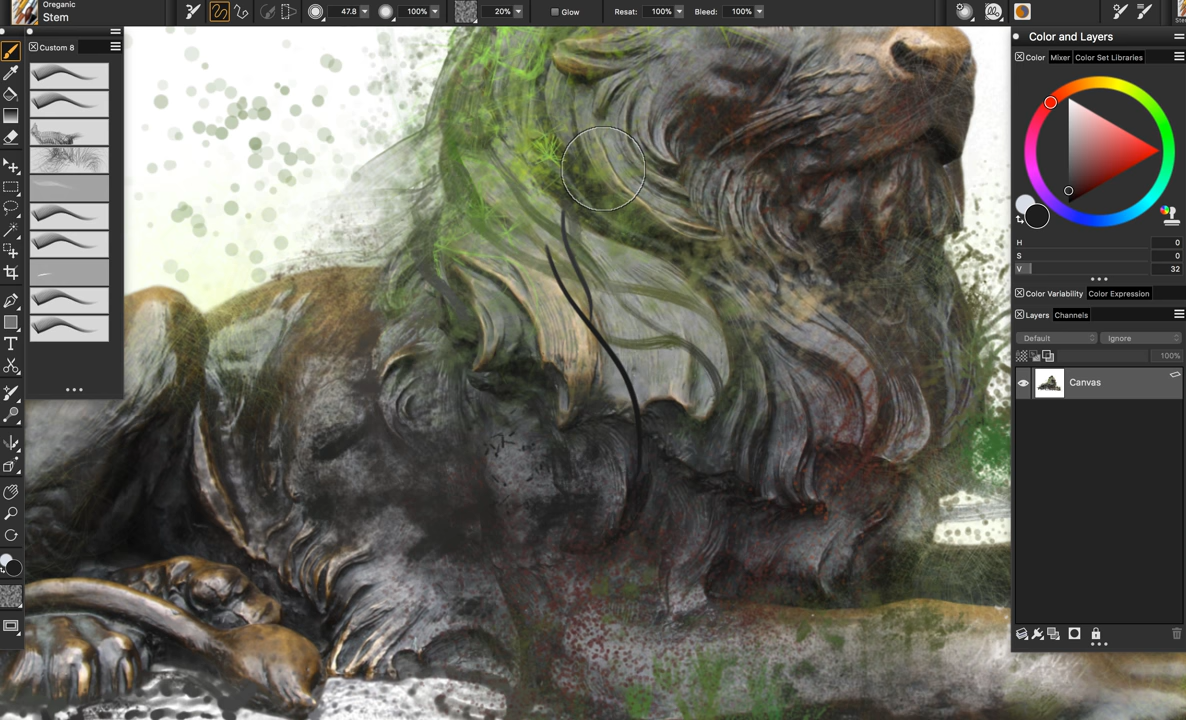 Oreganic
Stem
47.8
100%
20%
Glow
Resat: 100%
Bleed: 100%
Custom 8
Color and Layers
Color Mixer Color Set Libraries
H 0
S 0
V 32
Color Variability Color Expression
Layers Channels
Default Ignore
100%
Canvas
T